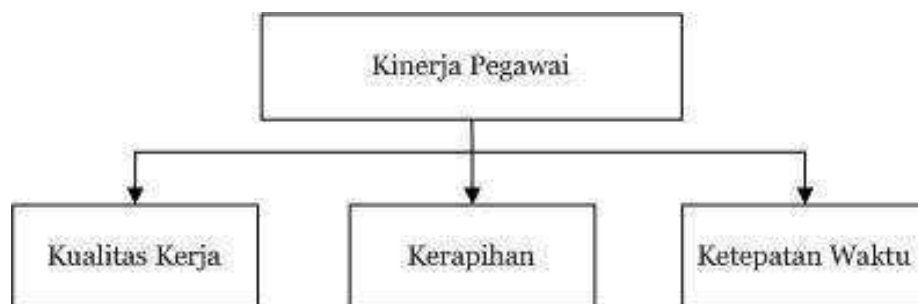 Kinerja Pegawai
Kualitas Kerja
Kerapihan
Ketepatan Waktu